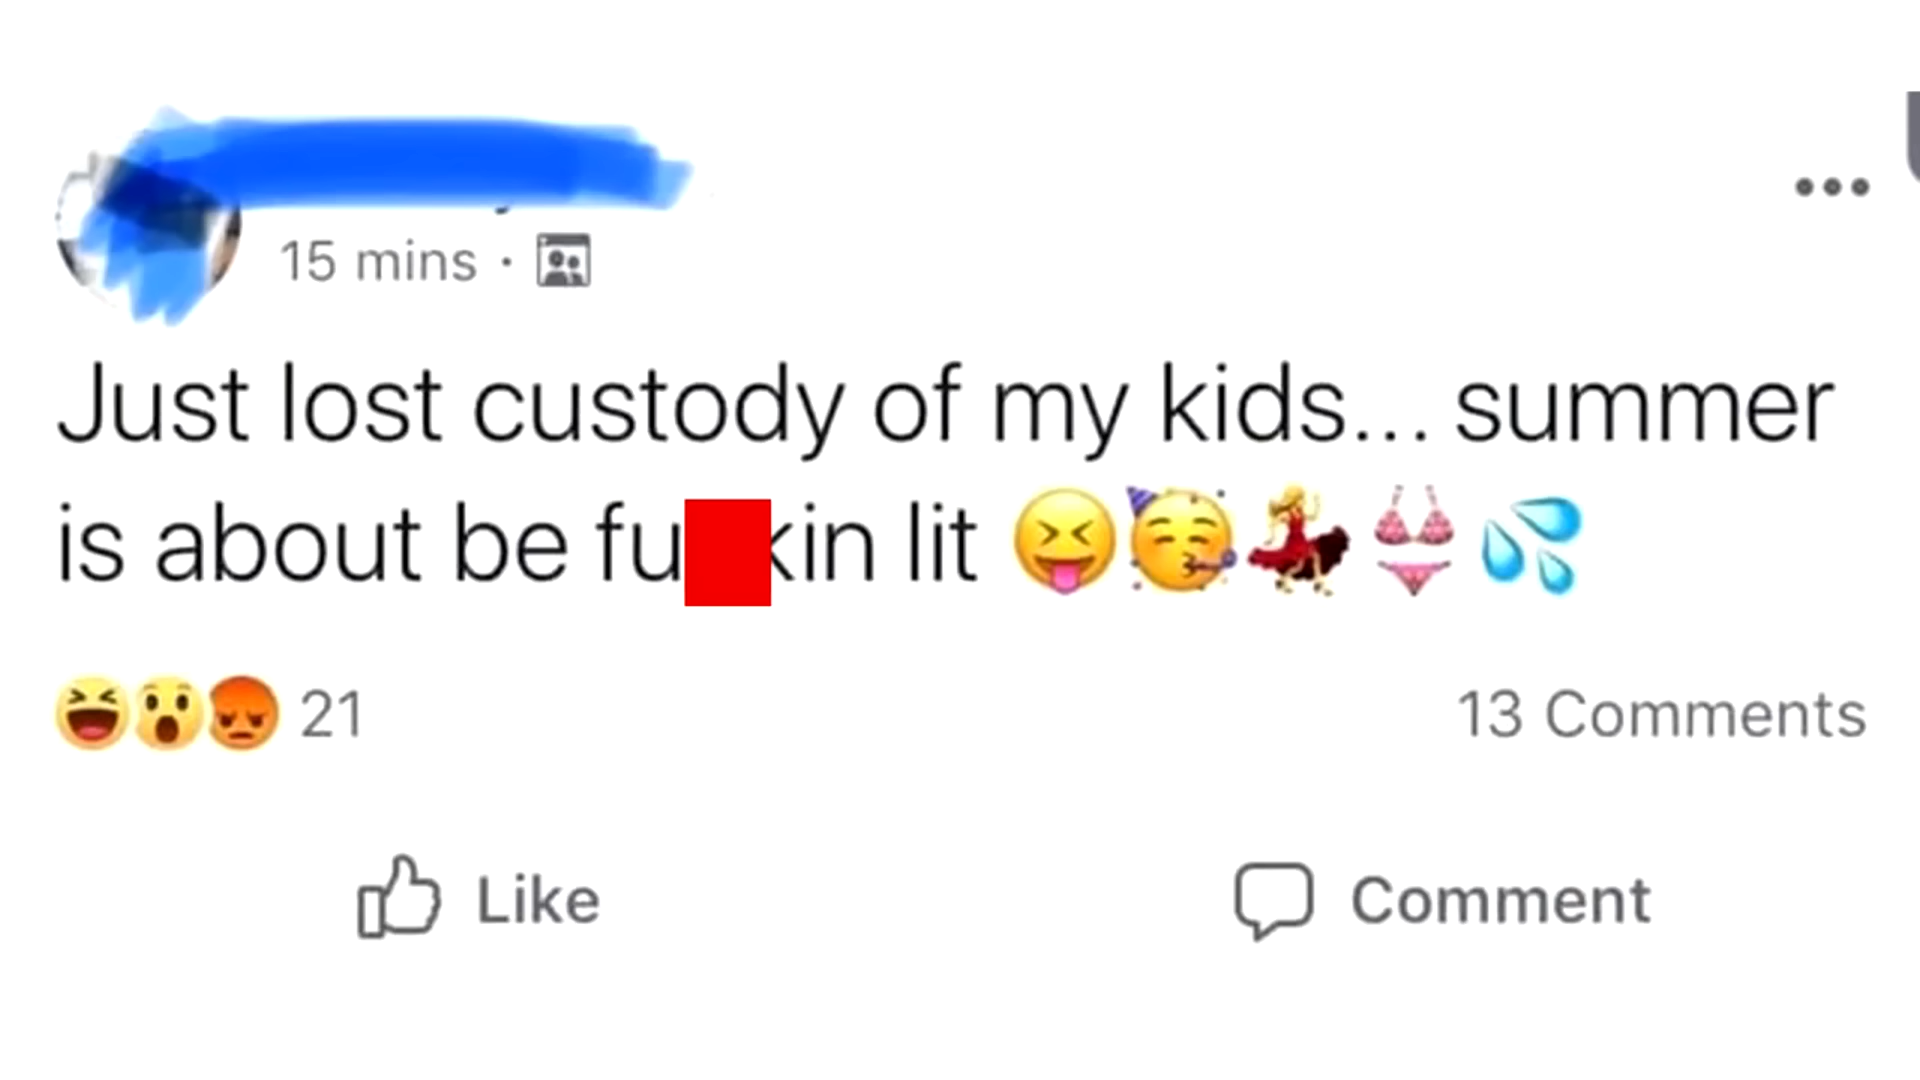 15 mins ·
Just lost custody of my kids... summer
is about be fu kin lit 😝🥳💃👙💦
21
13 Comments
Like
Comment